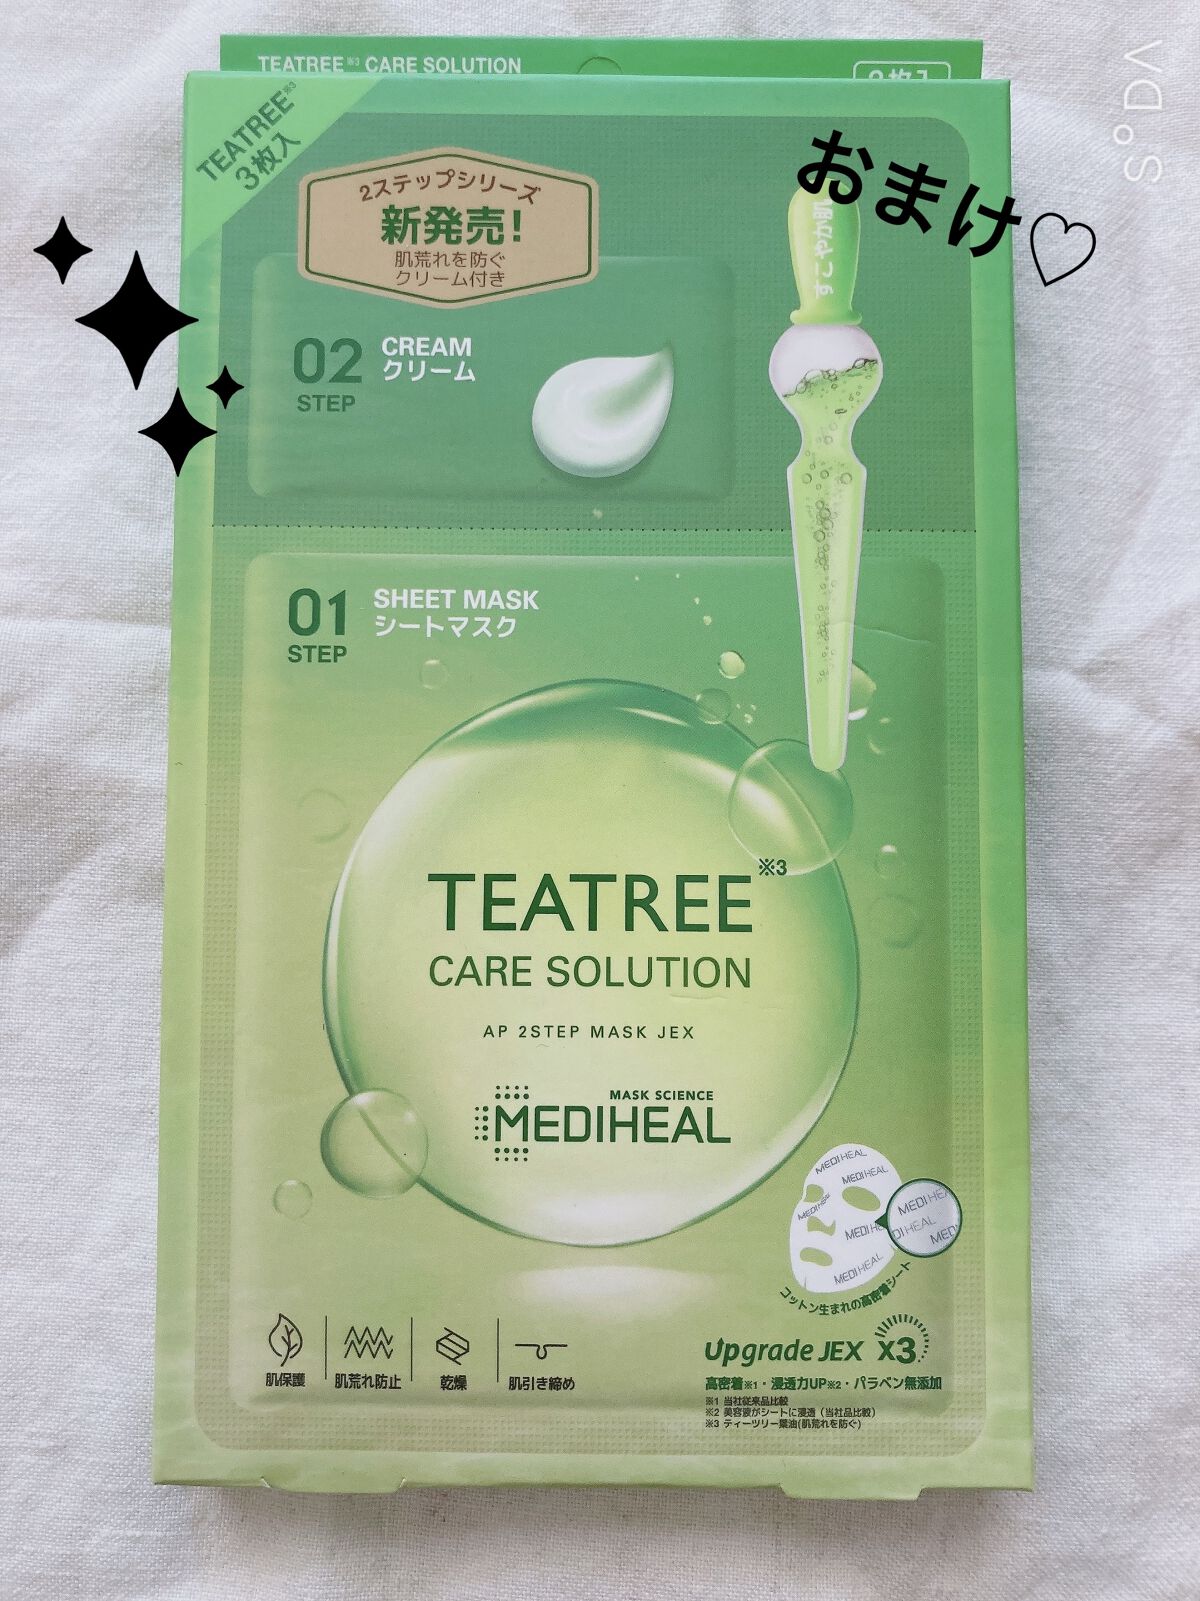 TEATREE※3 CARE SOLUTION
TEATREE※3
3枚入
2ステップシリーズ
新発売!
肌荒れを防ぐ
クリーム付き
おまけ♡
SODA
すこやか肌
02
STEP
CREAM
クリーム
01
STEP
SHEET MASK
シートマスク
TEATREE※3
CARE SOLUTION
AP 2STEP MASK JEX
MASK SCIENCE
MEDIHEAL
MEDIHEAL
MEDIHEAL
MEDIHEAL
MEDIHEAL
コットン生まれの高密着シート
肌保護
肌荒れ防止
乾燥
肌引き締め
Upgrade JEX X3
高密着※1・浸透力UP※2・パラベン無添加
※1 当社従来品比較
※2 美容液がシートに浸透（当社品比較）
※3 ティーツリー葉油(肌荒れを防ぐ)